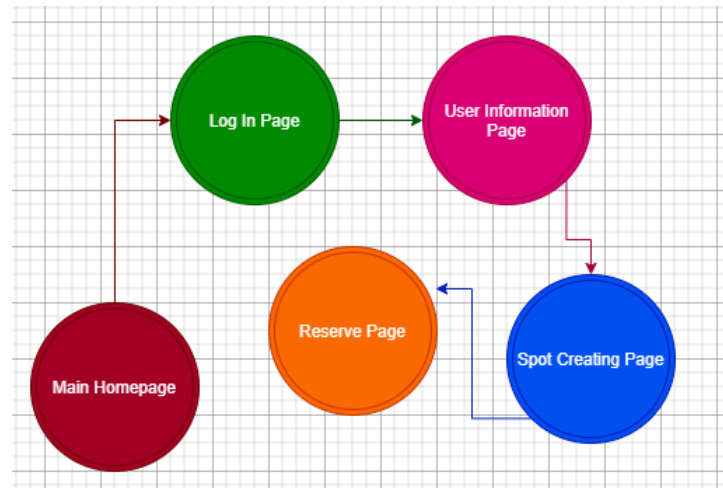 Log In Page
User Information
Page
Reserve Page
Spot Creating Page
Main Homepage